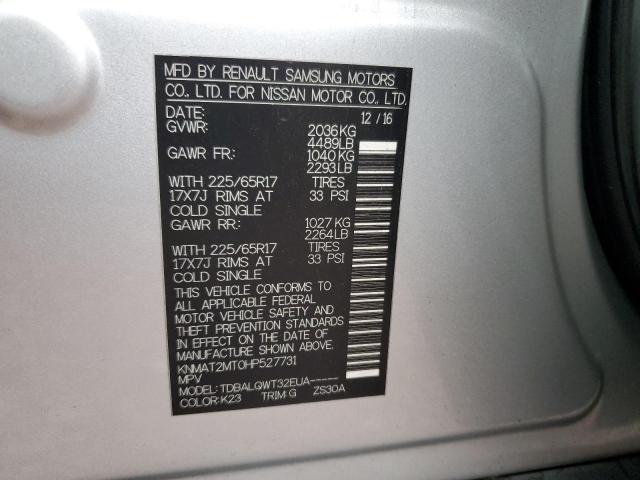 MFD BY RENAULT SAMSUNG MOTORS
CO., LTD. FOR NISSAN MOTOR CO., LTD.
DATE: 12 / 16
GVWR: 2036KG
4489LB
GAWR FR: 1040KG
2293LB
WITH 225/65R17 TIRES
17X7J RIMS AT 33 PSI
COLD SINGLE
GAWR RR: 1027KG
2264LB
WITH 225/65R17 TIRES
17X7J RIMS AT 33 PSI
COLD SINGLE
THIS VEHICLE CONFORMS TO
ALL APPLICABLE FEDERAL
MOTOR VEHICLE SAFETY AND
THEFT PREVENTION STANDARDS
IN EFFECT ON THE DATE OF
MANUFACTURE SHOWN ABOVE.
KNMAT2MT0HP527731
MPV
MODEL: TDBALQWT32EUA-----
COLOR: K23 TRIM G ZS30A